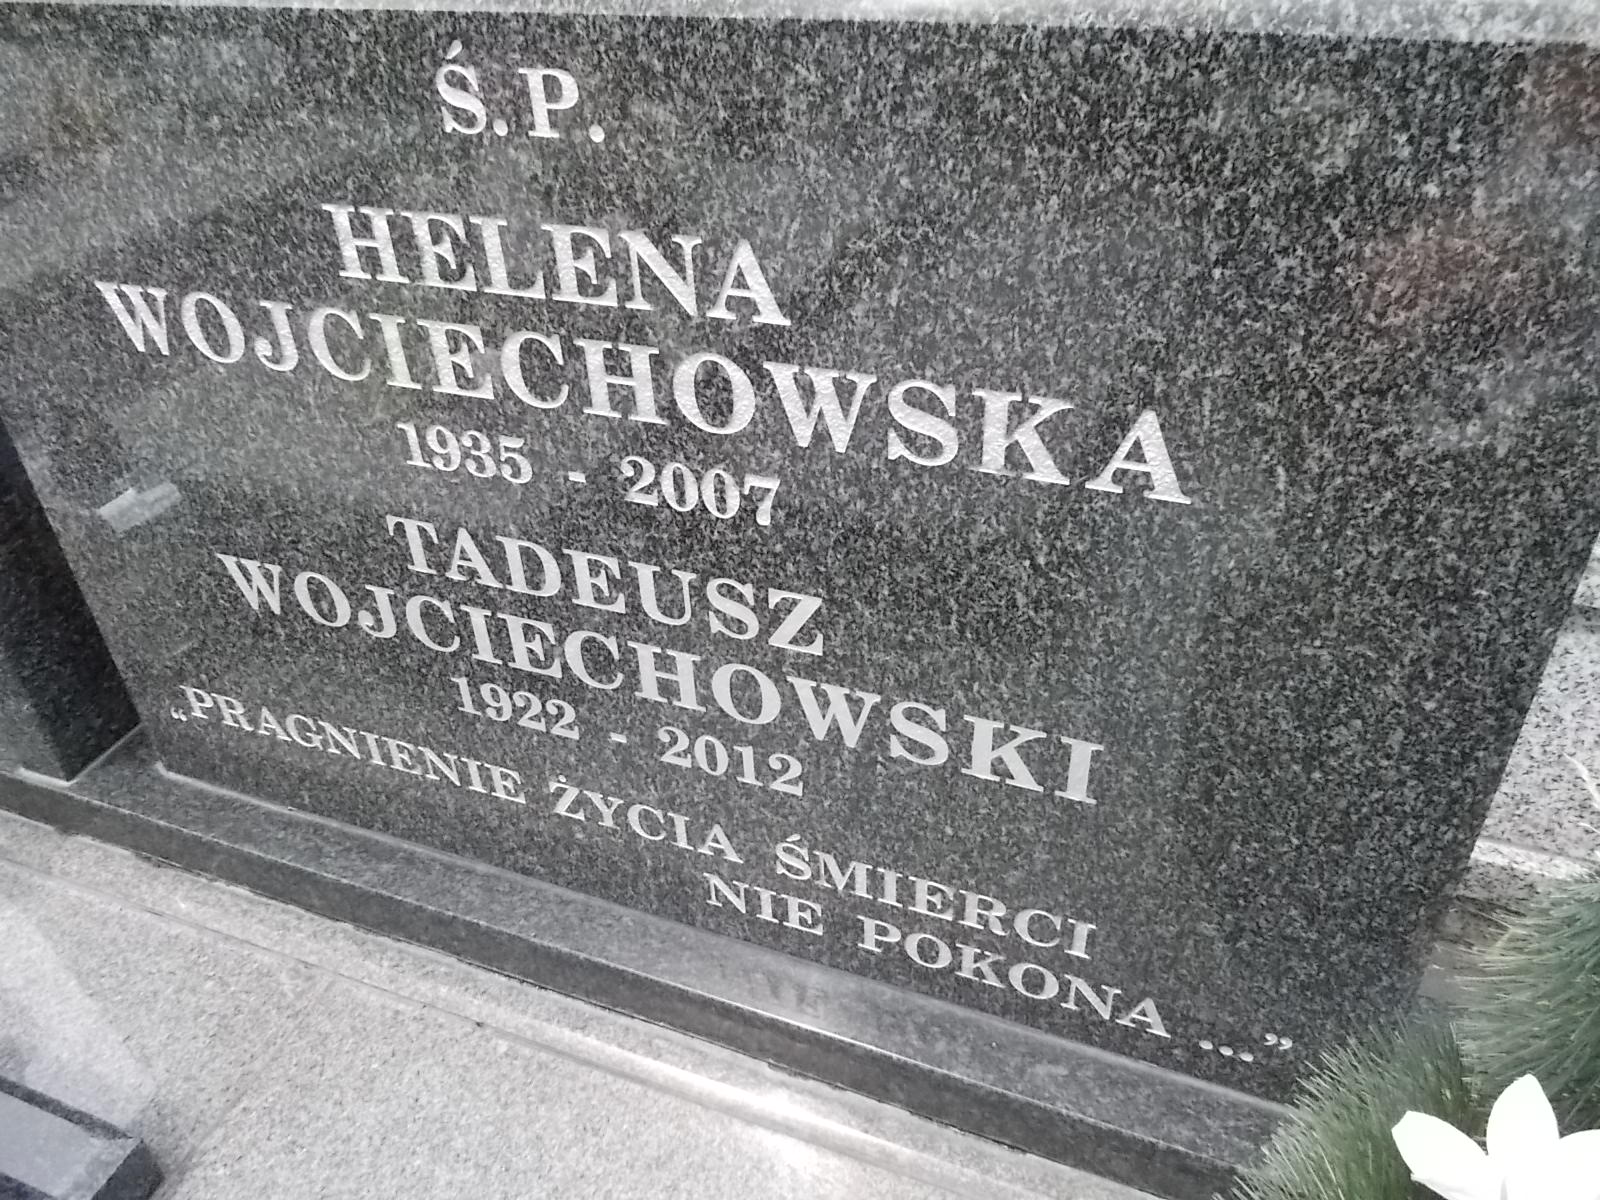 Ś.P.
HELENA
WOJCIECHOWSKA
1935 - 2007
TADEUSZ
WOJCIECHOWSKI
1922 - 2012
„PRAGNIENIE ŻYCIA ŚMIERCI
NIE POKONA ...”